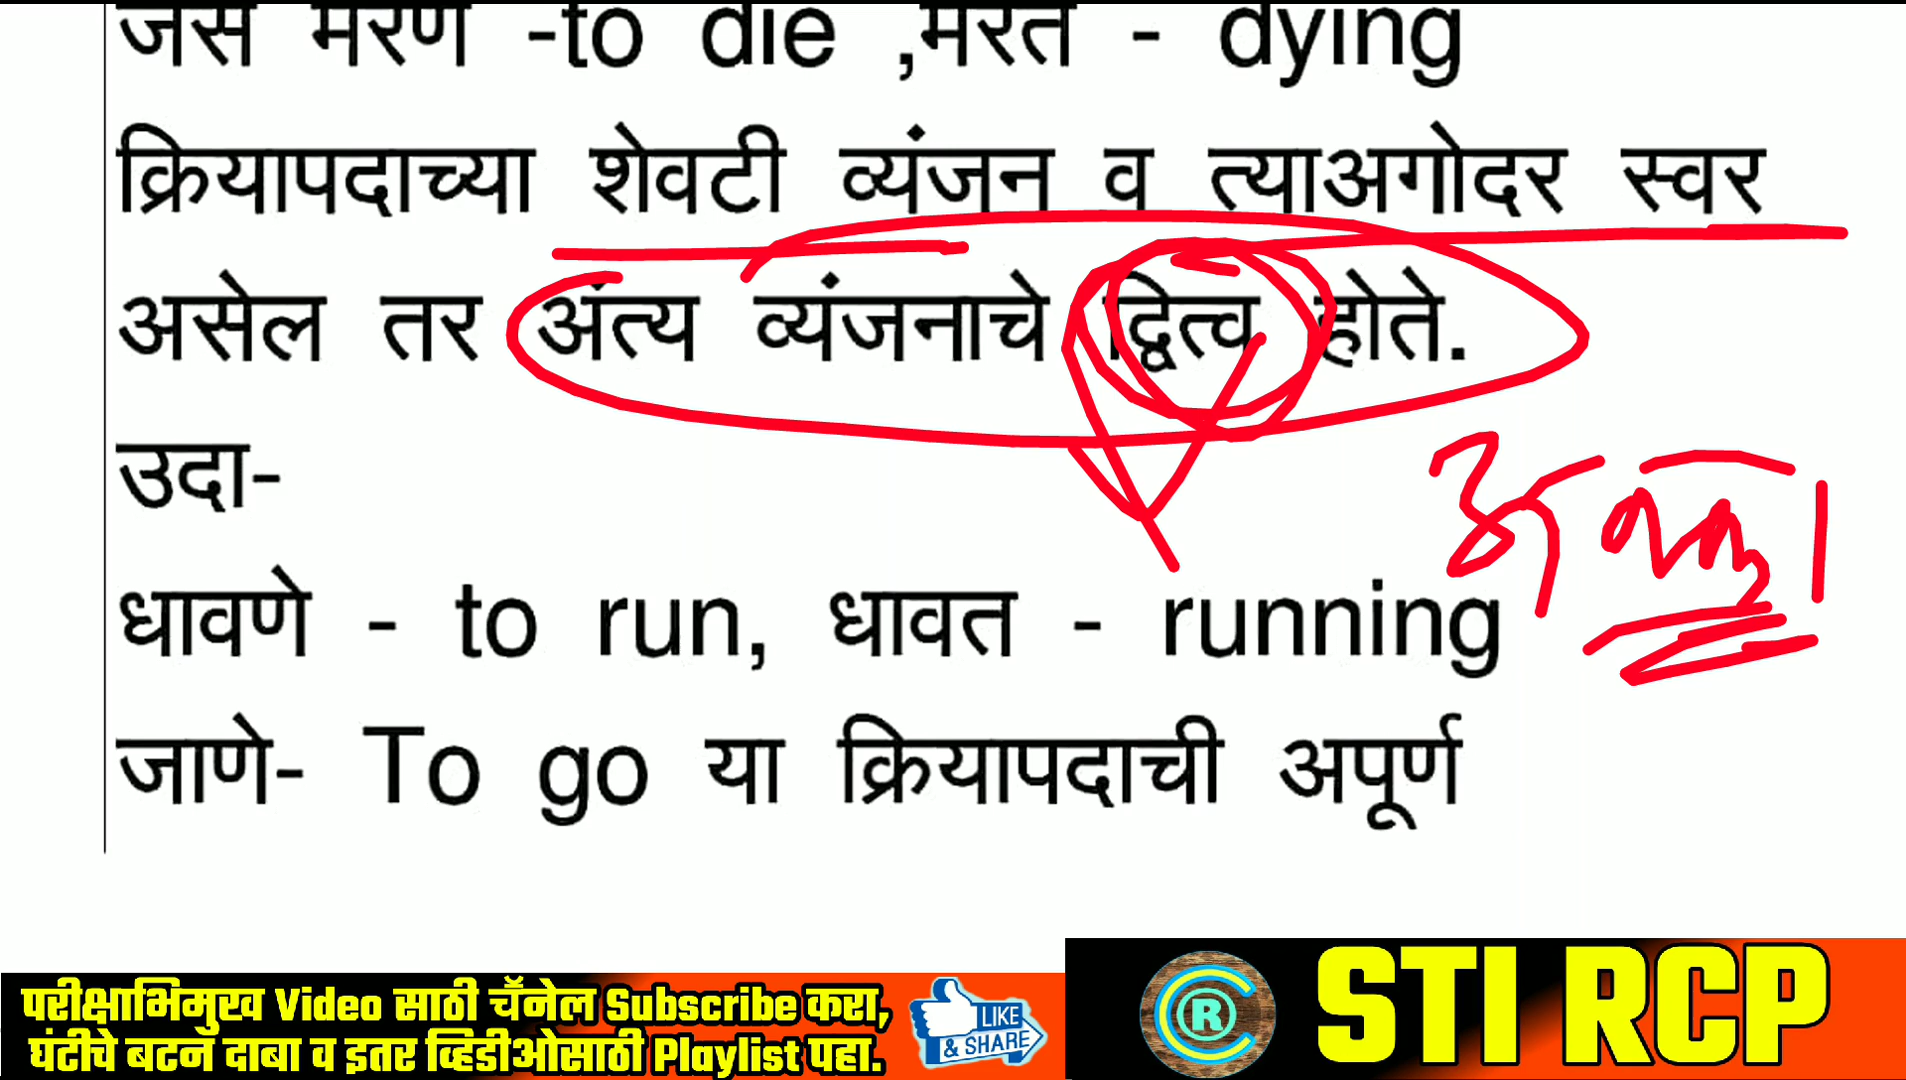 जसे मरणे -to die ,मरत - dying
क्रियापदाच्या शेवटी व्यंजन व त्याअगोदर स्वर
असेल तर अंत्य व्यंजनाचे द्वित्व होते.
उदा-
धावणे - to run, धावत - running
जाणे- To go या क्रियापदाची अपूर्ण
परीक्षाभिमुख Video साठी चॅनेल Subscribe करा,
घंटीचे बटन दाबा व इतर व्हिडीओसाठी Playlist पहा.
LIKE
& SHARE
R
STI RCP